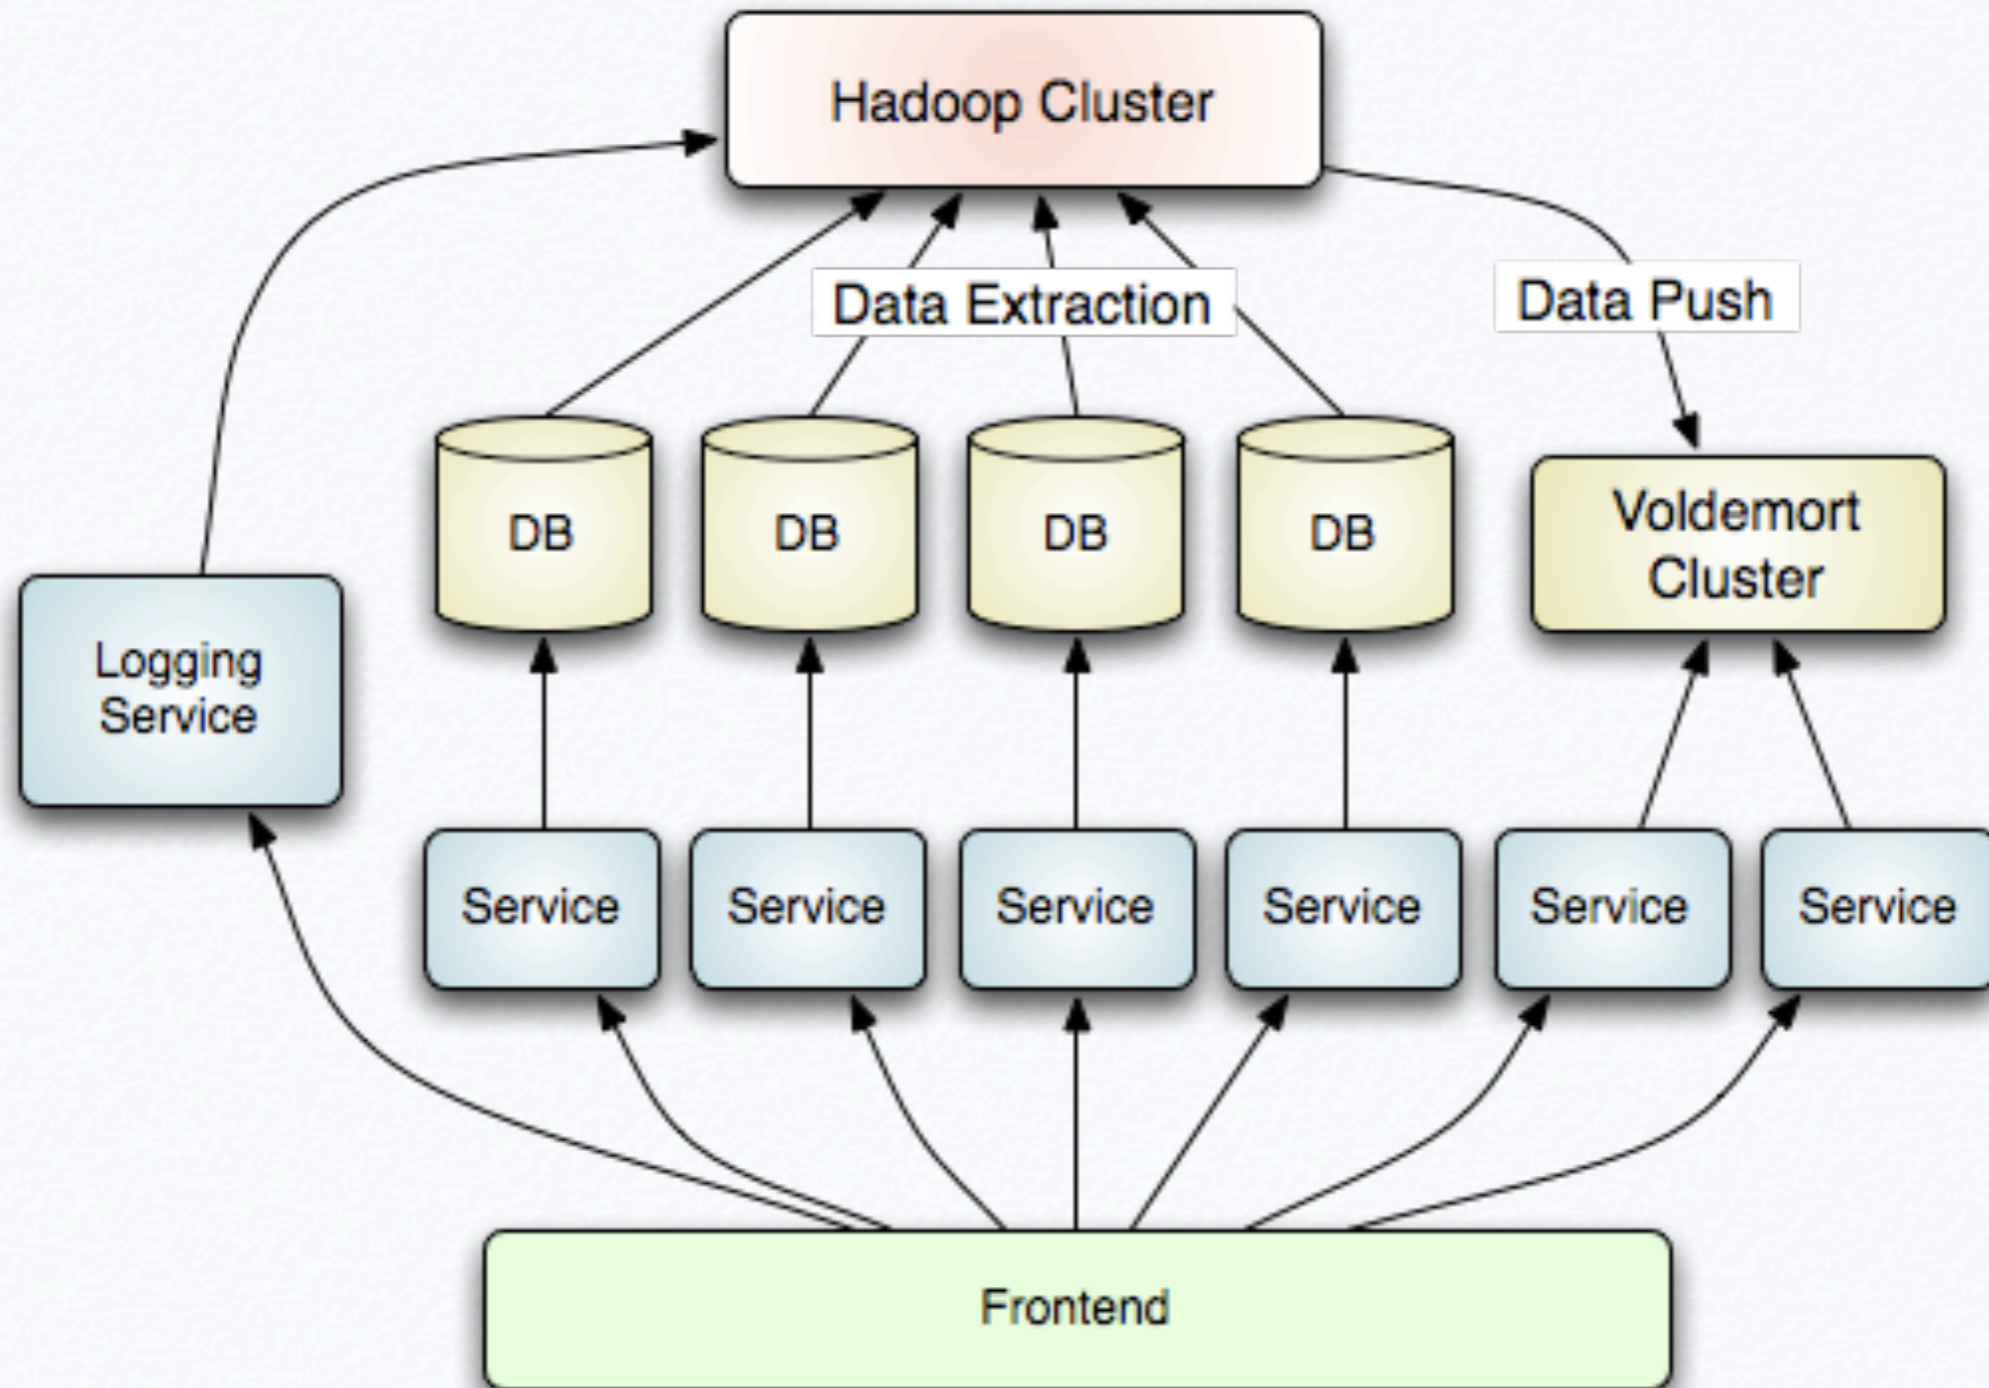 Hadoop Cluster
Data Extraction
Data Push
DB
DB
DB
DB
Voldemort
Cluster
Logging
Service
Service
Service
Service
Service
Service
Service
Frontend